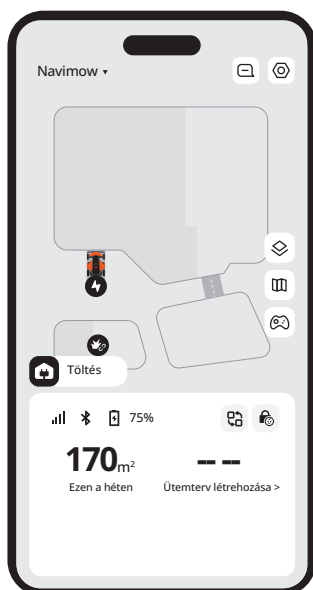 Navimow
Töltés
75%
170m²
-- --
Ezen a héten
Ütemterv létrehozása >